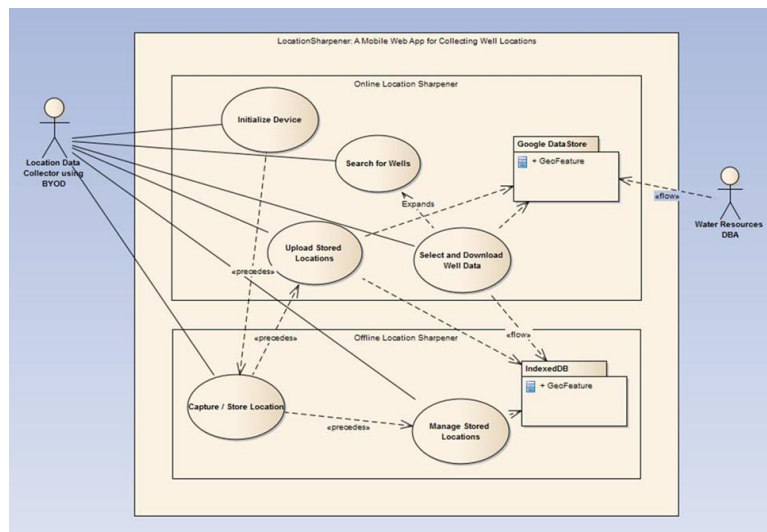 LocationSharpener: A Mobile Web App for Collecting Well Locations
Online Location Sharpener
Initialize Device
Search for Wells
Google DataStore
+ GeoFeature
Location Data
Collector using
BYOD
Expands
«flow»
Water Resources
DBA
Upload Stored
Locations
Select and Download
Well Data
«precedes»
«precedes»
«flow»
Offline Location Sharpener
IndexedDB
+ GeoFeature
Capture / Store Location
«precedes»
Manage Stored
Locations